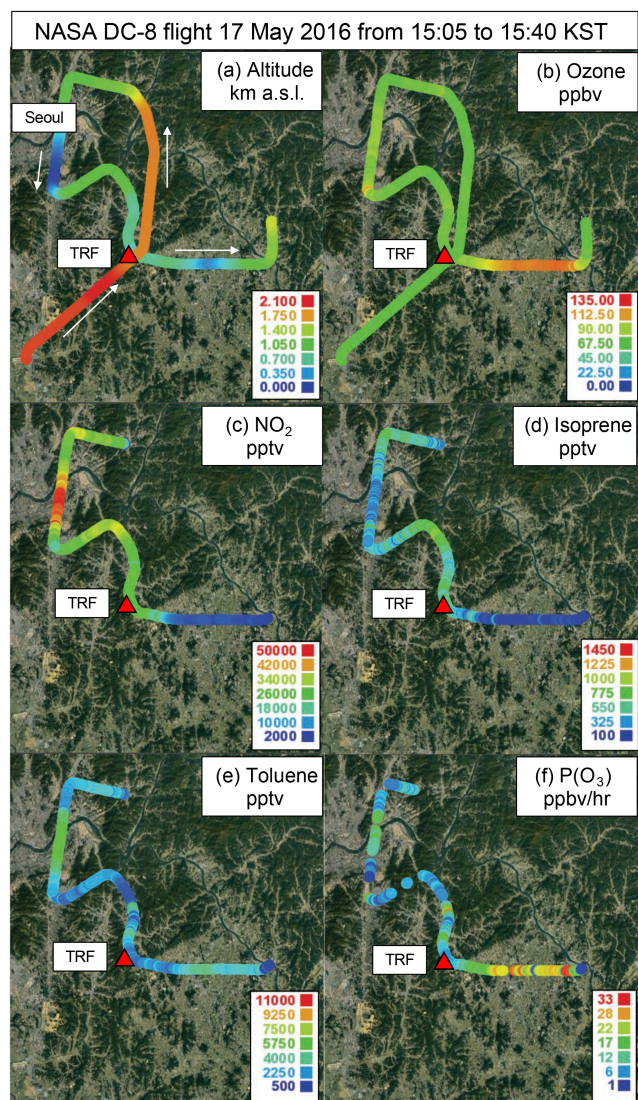 NASA DC-8 flight 17 May 2016 from 15:05 to 15:40 KST
(a) Altitude
km a.s.l.
Seoul
TRF
2.100
1.750
1.400
1.050
0.700
0.350
0.000
(b) Ozone
ppbv
TRF
135.00
112.50
90.00
67.50
45.00
22.50
0.00
(c) NO₂
pptv
TRF
50000
42000
34000
26000
18000
10000
2000
(d) Isoprene
pptv
TRF
1450
1225
1000
775
550
325
100
(e) Toluene
pptv
TRF
11000
9250
7500
5750
4000
2250
500
(f) P(O₃)
ppbv/hr
TRF
33
28
22
17
12
6
1